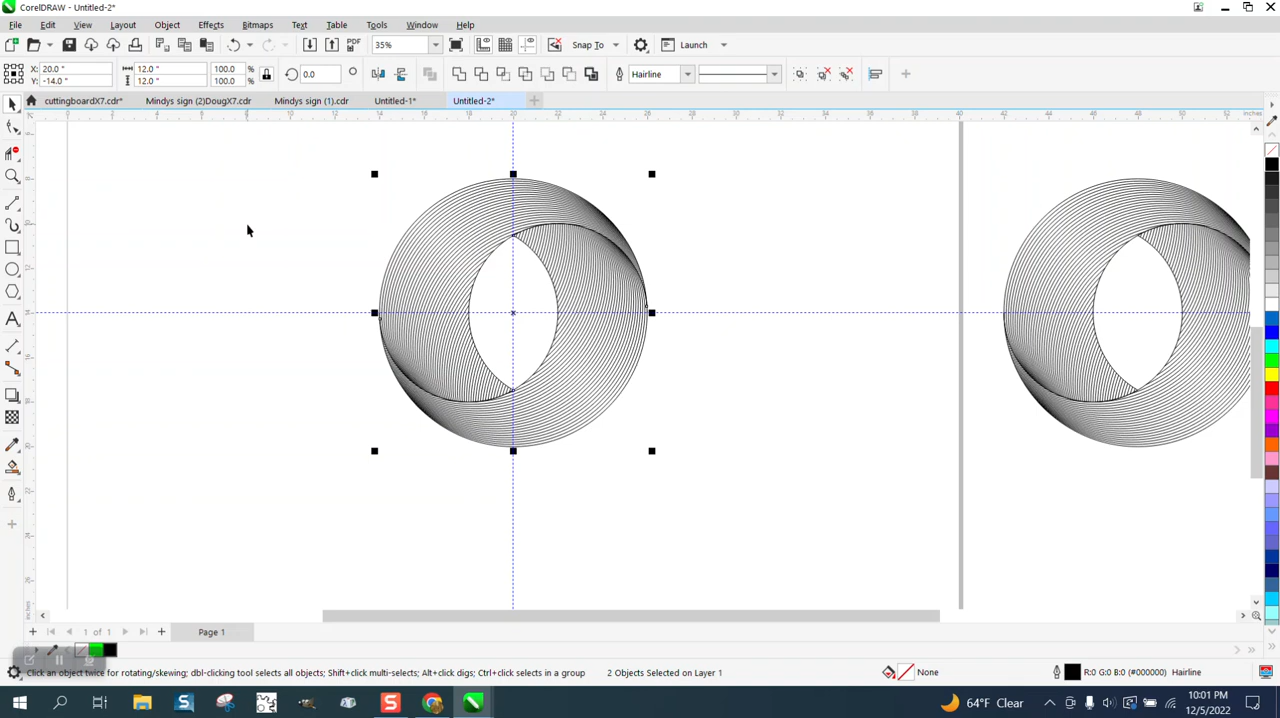 CorelDRAW - Untitled-2*
File Edit View Layout Object Effects Bitmaps Text Table Tools Window Help
PDF 35% Snap To Launch
X: 20.0 " 12.0 " 100.0 % 0.0 Hairline
Y: -14.0 " 12.0 " 100.0 %
cuttingboardX7.cdr* Mindys sign (2)DougX7.cdr Mindys sign (1).cdr Untitled-1* Untitled-2*
inches
inches
1 of 1 Page 1
Click an object twice for rotating/skewing; dbl-clicking tool selects all objects; Shift+click multi-selects; Alt+click digs; Ctrl+click selects in a group 2 Objects Selected on Layer 1 None R:0 G:0 B:0 (#000000) Hairline
64°F Clear 10:01 PM
12/5/2022